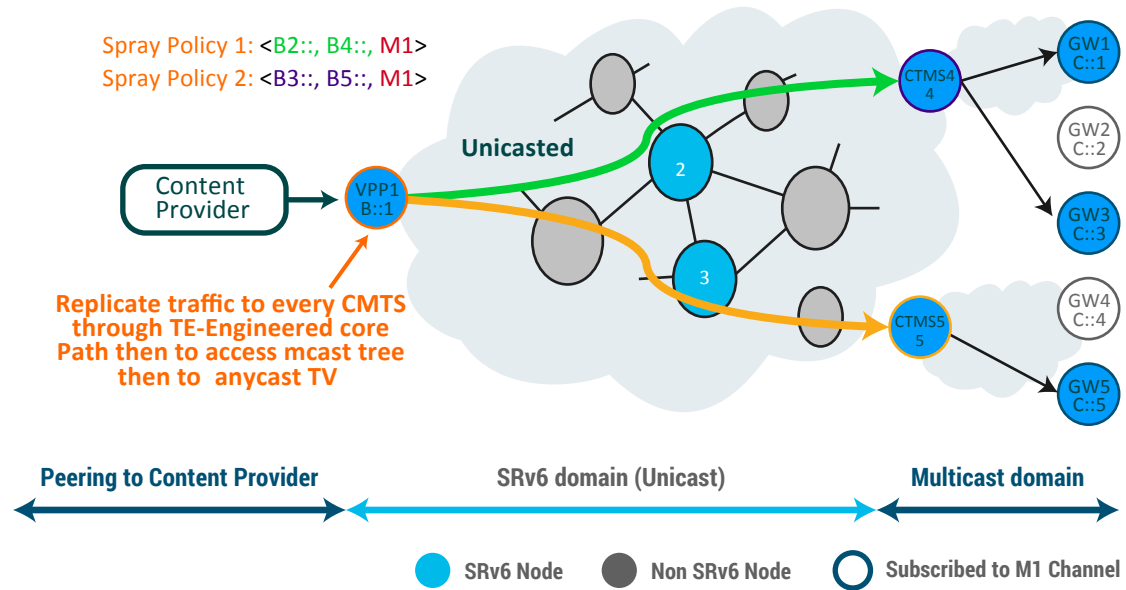 Spray Policy 1: <B2::, B4::, M1>
Spray Policy 2: <B3::, B5::, M1>
Unicasted
Content
Provider
VPP1
B::1
2
3
CTMS4
4
CTMS5
5
GW1
C::1
GW2
C::2
GW3
C::3
GW4
C::4
GW5
C::5
Replicate traffic to every CMTS
through TE-Engineered core
Path then to access mcast tree
then to anycast TV
Peering to Content Provider
SRv6 domain (Unicast)
Multicast domain
SRv6 Node
Non SRv6 Node
Subscribed to M1 Channel